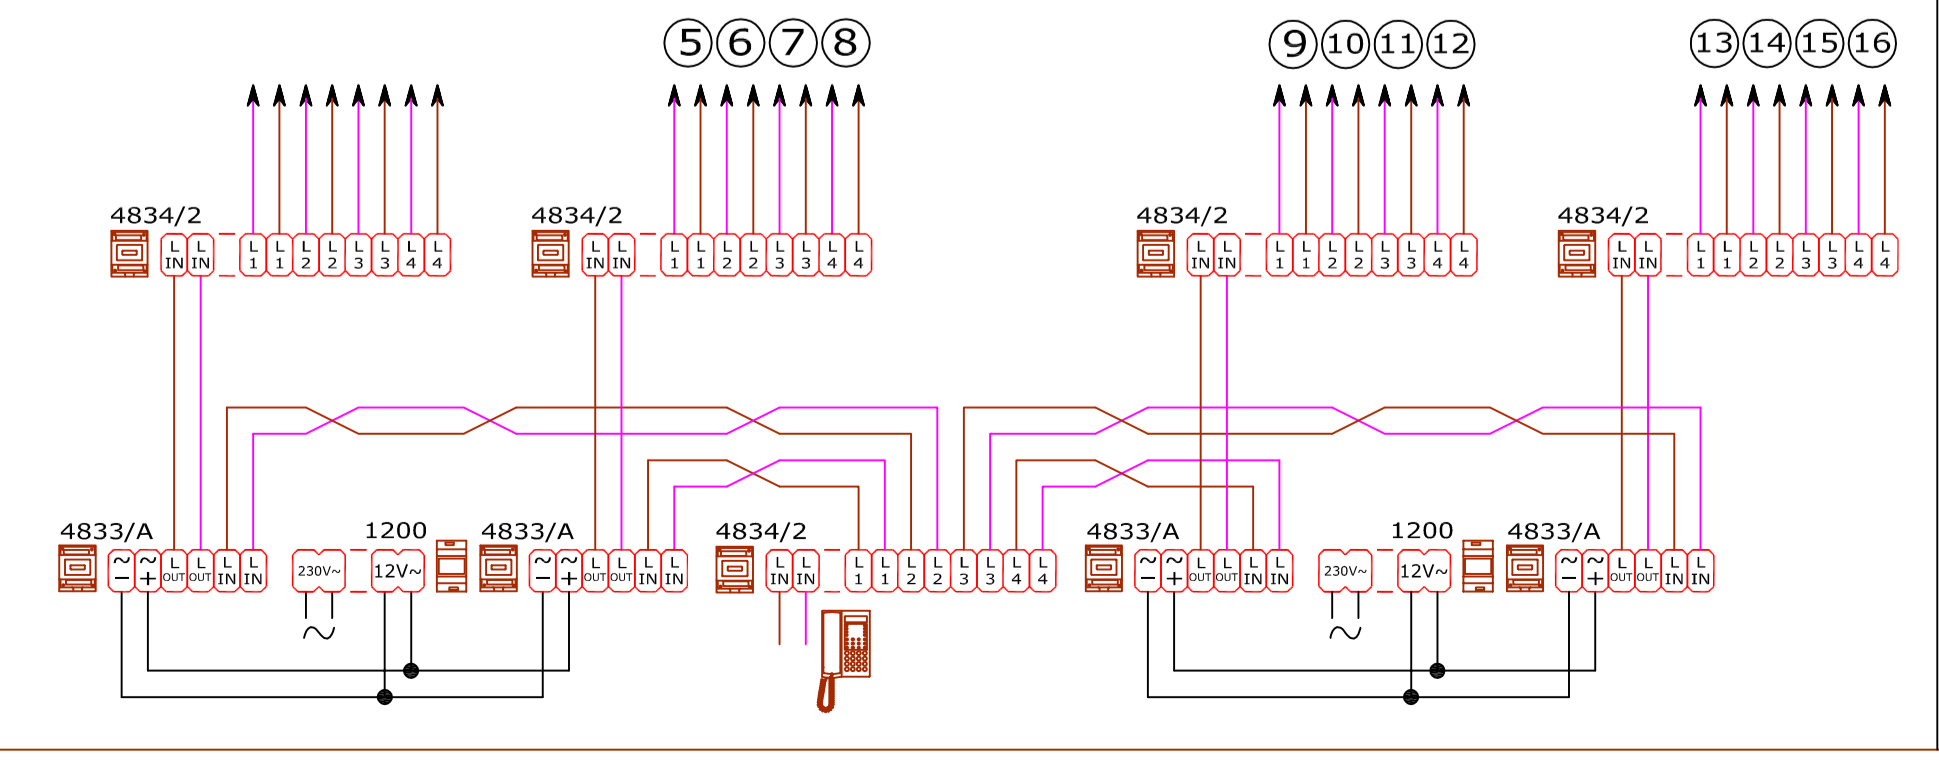 5 6 7 8 9 10 11 12 13 14 15 16
4834/2 4834/2 4834/2 4834/2
L IN L IN L 1 L 1 L 2 L 2 L 3 L 3 L 4 L 4
L IN L IN L 1 L 1 L 2 L 2 L 3 L 3 L 4 L 4
L IN L IN L 1 L 1 L 2 L 2 L 3 L 3 L 4 L 4
L IN L IN L 1 L 1 L 2 L 2 L 3 L 3 L 4 L 4
4833/A 1200 4833/A 4834/2 4833/A 1200 4833/A
~ − ~ + L OUT L OUT L IN L IN
230V~ 12V~
~ − ~ + L OUT L OUT L IN L IN
L IN L IN L 1 L 1 L 2 L 2 L 3 L 3 L 4 L 4
~ − ~ + L OUT L OUT L IN L IN
230V~ 12V~
~ − ~ + L OUT L OUT L IN L IN
~ ~